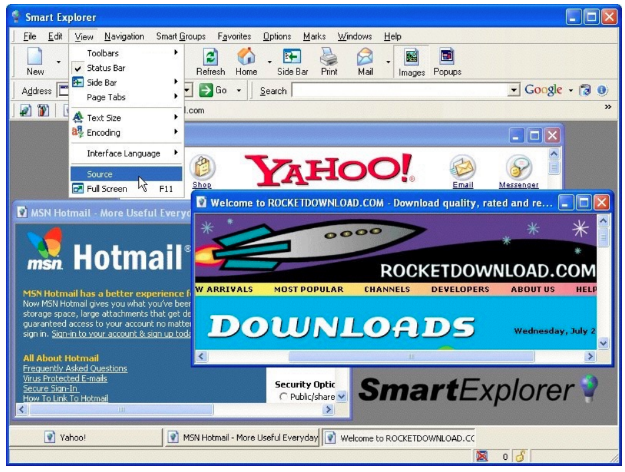 Smart Explorer
File Edit View Navigation Smart Groups Favorites Options Marks Windows Help
New Refresh Home Side Bar Print Mail Images Popups
Address Go Search Google
.com
Toolbars
Status Bar
Side Bar
Page Tabs
Text Size
Encoding
Interface Language
Source
Full Screen F11
Shop YAHOO! Email Messenger
MSN Hotmail - More Useful Everyd
msn Hotmail®
MSN Hotmail has a better experience f
Now MSN Hotmail gives you what you've bee
storage space, large attachments that get de
guaranteed access to your account no matter
sign in. Sign-in to your account & sign up toda
All About Hotmail
Frequently Asked Questions
Virus Protected E-mails
Secure Sign-In
How To Link To Hotmail
Security Optic
Public/share
Welcome to ROCKETDOWNLOAD.COM - Download quality, rated and re...
ROCKETDOWNLOAD.COM
W ARRIVALS MOST POPULAR CHANNELS DEVELOPERS ABOUT US HELP
DOWNLOADS Wednesday, July 2
SmartExplorer
Yahoo! MSN Hotmail - More Useful Everyday Welcome to ROCKETDOWNLOAD.CC
0